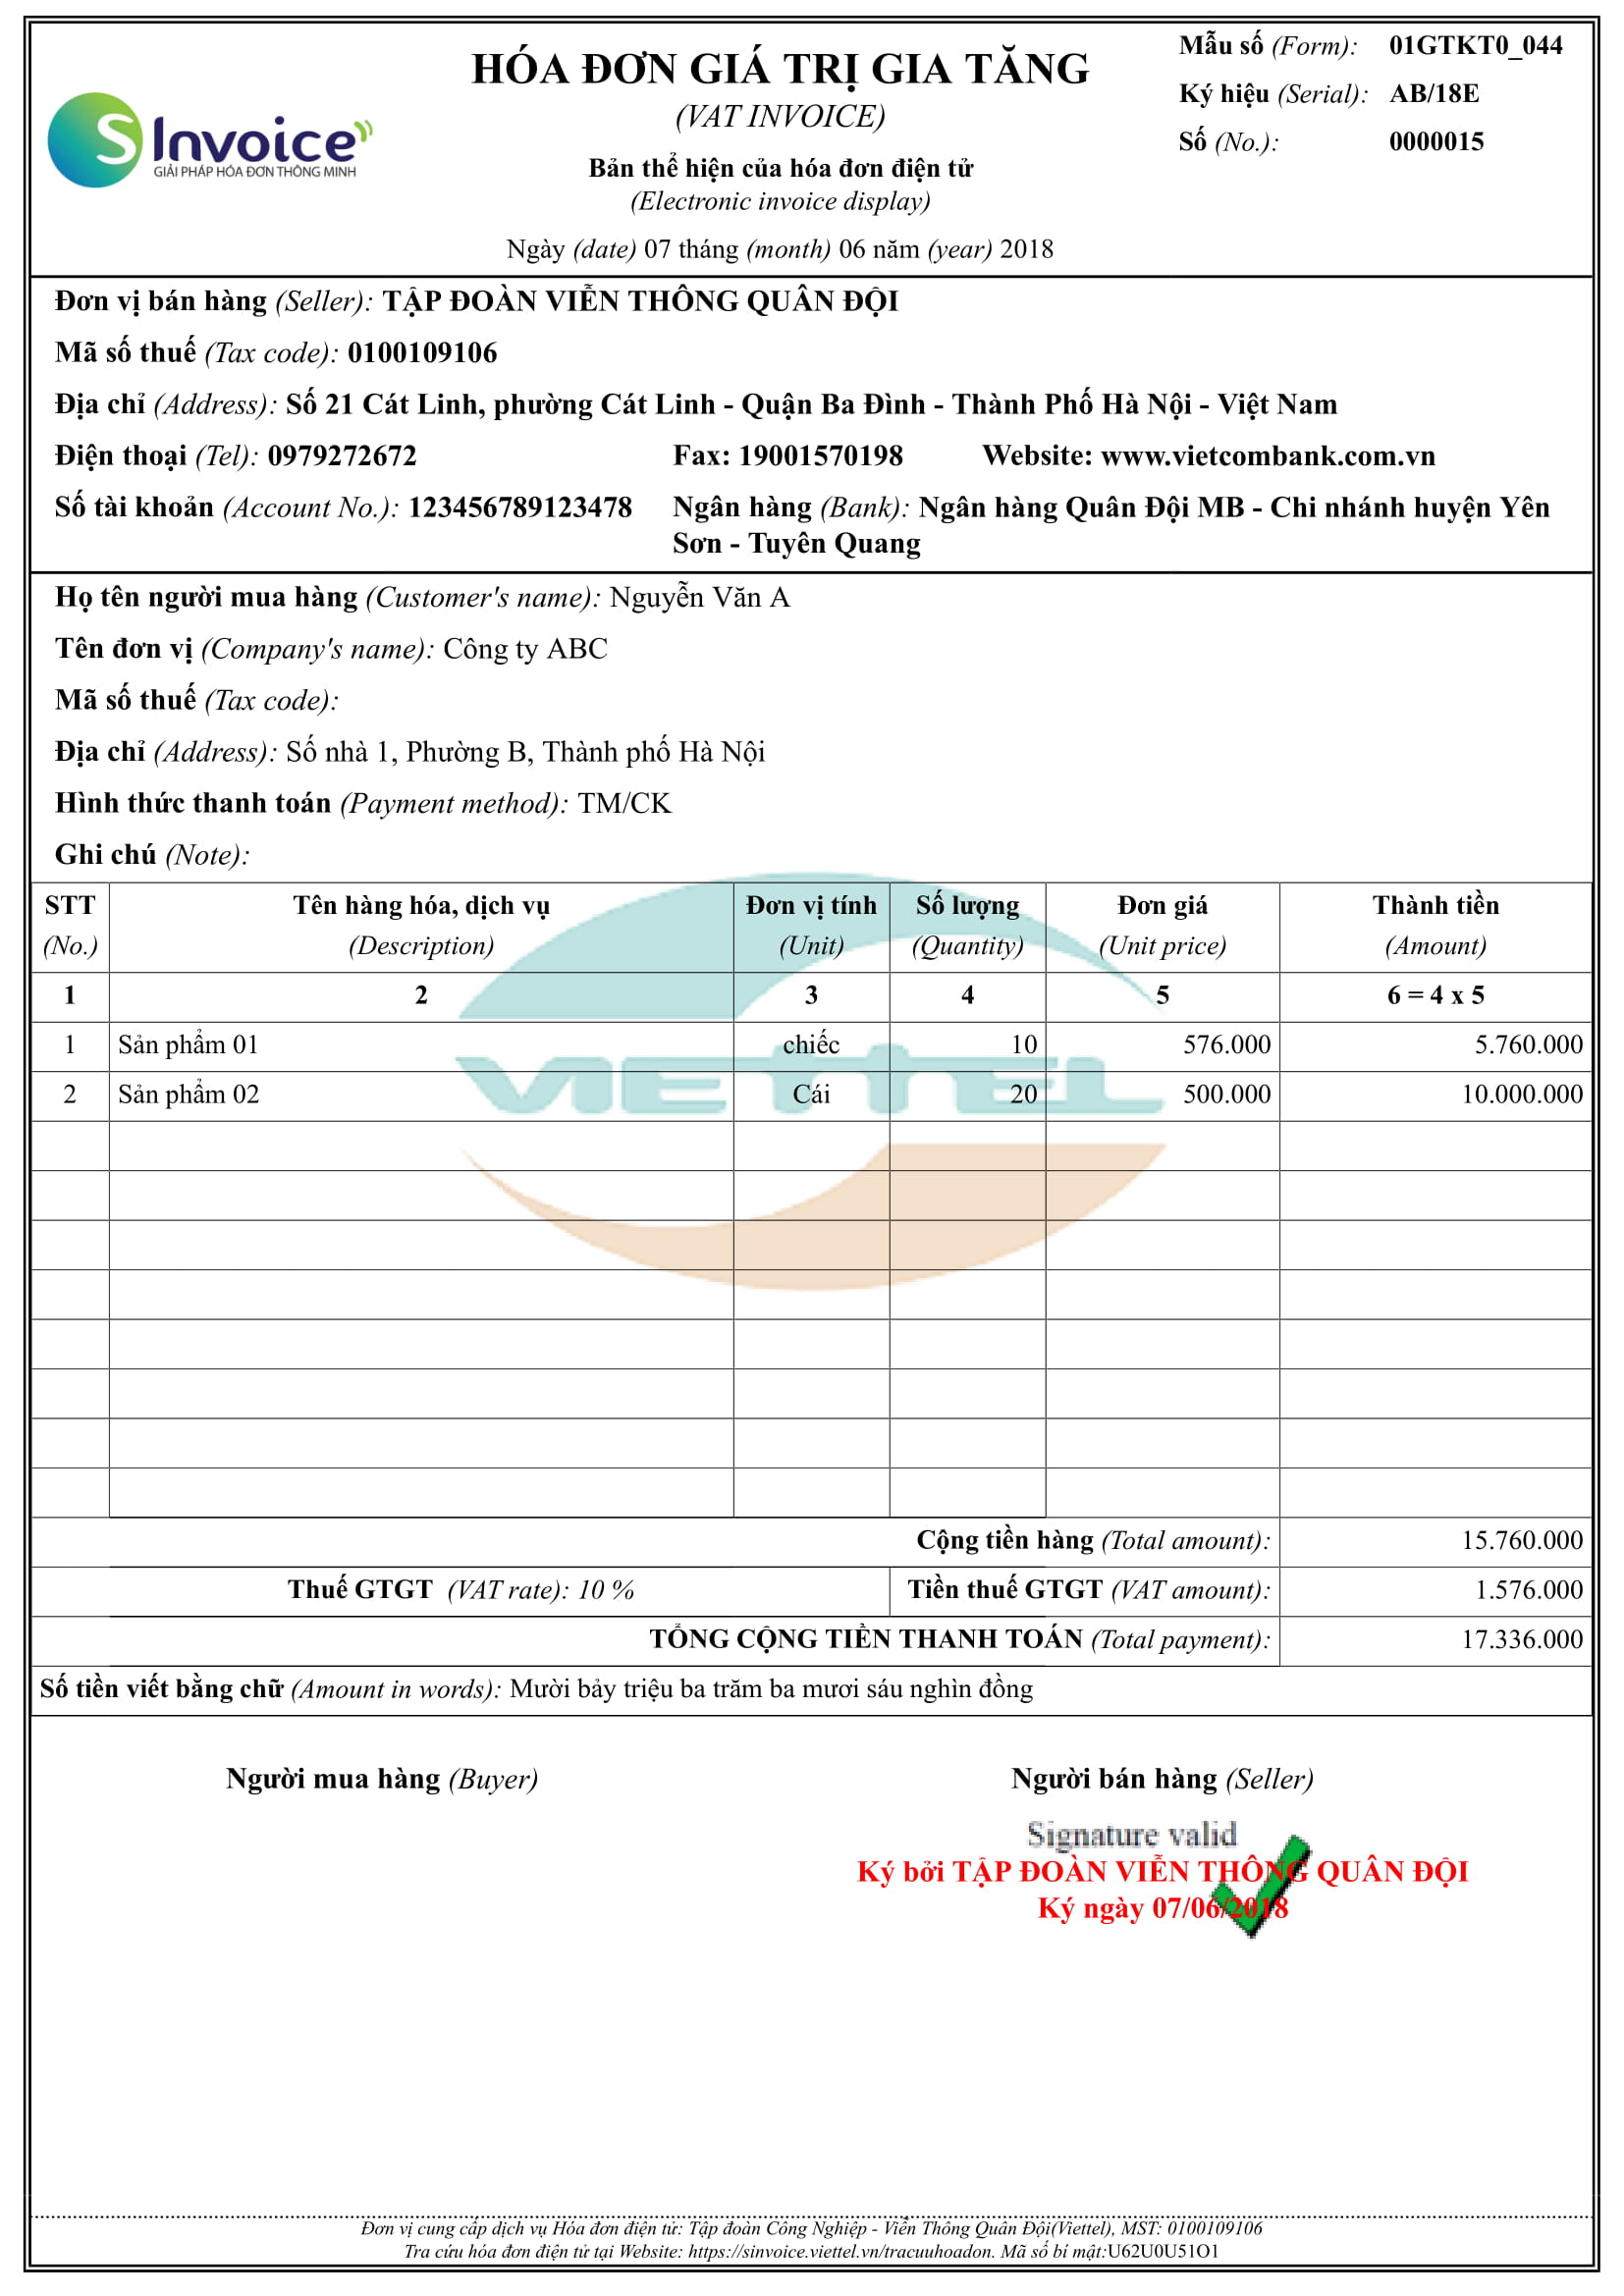 HÓA ĐƠN GIÁ TRỊ GIA TĂNG
(VAT INVOICE)
Bản thể hiện của hóa đơn điện tử
(Electronic invoice display)
Ngày (date) 07 tháng (month) 06 năm (year) 2018
S Invoice
GIẢI PHÁP HÓA ĐƠN THÔNG MINH
Mẫu số (Form): 01GTKT0_044
Ký hiệu (Serial): AB/18E
Số (No.): 0000015
Đơn vị bán hàng (Seller): TẬP ĐOÀN VIỄN THÔNG QUÂN ĐỘI
Mã số thuế (Tax code): 0100109106
Địa chỉ (Address): Số 21 Cát Linh, phường Cát Linh - Quận Ba Đình - Thành Phố Hà Nội - Việt Nam
Điện thoại (Tel): 0979272672 Fax: 19001570198 Website: www.vietcombank.com.vn
Số tài khoản (Account No.): 123456789123478 Ngân hàng (Bank): Ngân hàng Quân Đội MB - Chi nhánh huyện Yên
Sơn - Tuyên Quang
Họ tên người mua hàng (Customer's name): Nguyễn Văn A
Tên đơn vị (Company's name): Công ty ABC
Mã số thuế (Tax code):
Địa chỉ (Address): Số nhà 1, Phường B, Thành phố Hà Nội
Hình thức thanh toán (Payment method): TM/CK
Ghi chú (Note):
STT Tên hàng hóa, dịch vụ Đơn vị tính Số lượng Đơn giá Thành tiền
(No.) (Description) (Unit) (Quantity) (Unit price) (Amount)
1 2 3 4 5 6 = 4 x 5
1 Sản phẩm 01 chiếc 10 576.000 5.760.000
VIETTEL
2 Sản phẩm 02 Cái 20 500.000 10.000.000
Cộng tiền hàng (Total amount): 15.760.000
Thuế GTGT (VAT rate): 10 % Tiền thuế GTGT (VAT amount): 1.576.000
TỔNG CỘNG TIỀN THANH TOÁN (Total payment): 17.336.000
Số tiền viết bằng chữ (Amount in words): Mười bảy triệu ba trăm ba mươi sáu nghìn đồng
Người mua hàng (Buyer) Người bán hàng (Seller)
Signature valid
Ký bởi TẬP ĐOÀN VIỄN THÔNG QUÂN ĐỘI
Ký ngày 07/06/2018
Đơn vị cung cấp dịch vụ Hóa đơn điện tử: Tập đoàn Công Nghiệp - Viễn Thông Quân Đội(Viettel), MST: 0100109106
Tra cứu hóa đơn điện tử tại Website: https://sinvoice.viettel.vn/tracuuhoadon. Mã số bí mật:U62U0U51O1